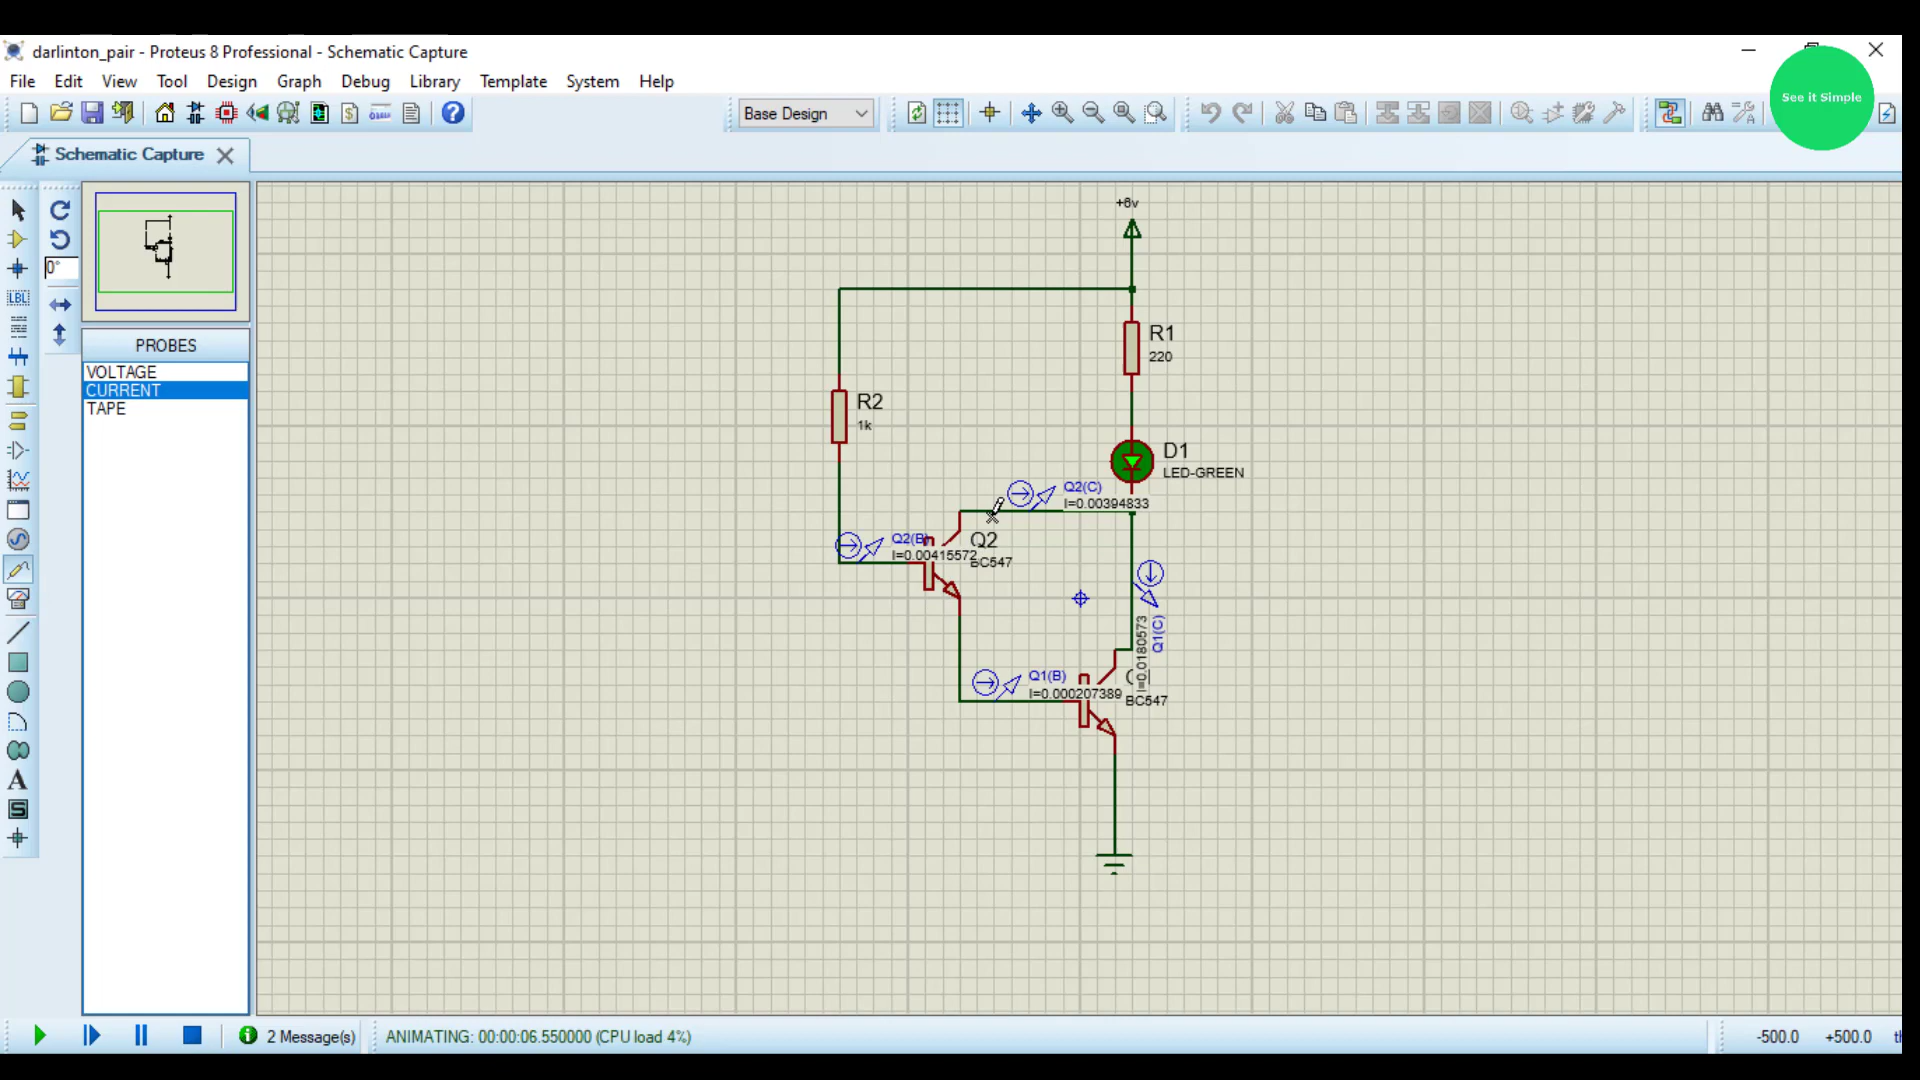 darlinton_pair - Proteus 8 Professional - Schematic Capture
File Edit View Tool Design Graph Debug Library Template System Help
Base Design
See it Simple
Schematic Capture
0°
LBL
PROBES
VOLTAGE
CURRENT
TAPE
+6v
R1
220
R2
1k
D1
LED-GREEN
Q2(C)
I=0.00394833
Q2(B)
I=0.00415572
Q2
BC547
Q1(C)
I=0.0180573
Q1(B)
I=0.000207389
BC547
2 Message(s)
ANIMATING: 00:00:06.550000 (CPU load 4%)
-500.0 +500.0